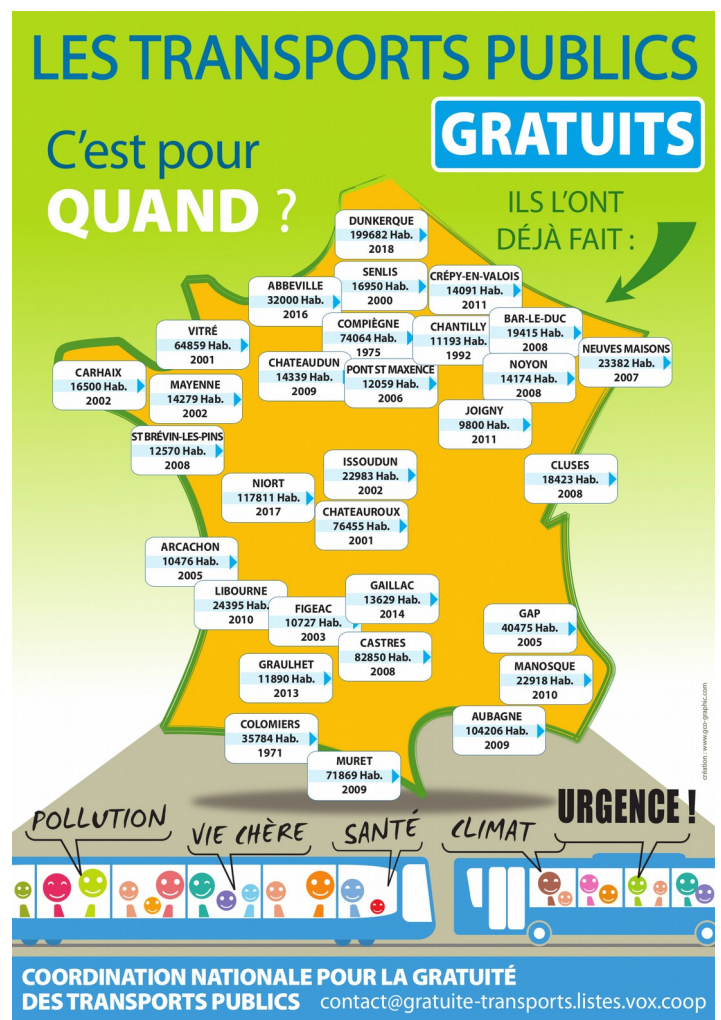 LES TRANSPORTS PUBLICS
GRATUITS
C'est pour
QUAND ?
ILS L'ONT
DÉJÀ FAIT :
DUNKERQUE
199682 Hab.
2018
SENLIS
16950 Hab.
2000
CRÉPY-EN-VALOIS
14091 Hab.
2011
ABBEVILLE
32000 Hab.
2016
COMPIÈGNE
74064 Hab.
1975
CHANTILLY
11193 Hab.
1992
BAR-LE-DUC
19415 Hab.
2008
VITRÉ
64859 Hab.
2001
NEUVES MAISONS
23382 Hab.
2007
CHATEAUDUN
14339 Hab.
2009
PONT ST MAXENCE
12059 Hab.
2006
NOYON
14174 Hab.
2008
CARHAIX
16500 Hab.
2002
MAYENNE
14279 Hab.
2002
JOIGNY
9800 Hab.
2011
ST BRÉVIN-LES-PINS
12570 Hab.
2008
ISSOUDUN
22983 Hab.
2002
CLUSES
18423 Hab.
2008
NIORT
117811 Hab.
2017
CHATEAUROUX
76455 Hab.
2001
ARCACHON
10476 Hab.
2005
LIBOURNE
24395 Hab.
2010
FIGEAC
10727 Hab.
2003
GAILLAC
13629 Hab.
2014
GAP
40475 Hab.
2005
CASTRES
82850 Hab.
2008
GRAULHET
11890 Hab.
2013
MANOSQUE
22918 Hab.
2010
COLOMIERS
35784 Hab.
1971
AUBAGNE
104206 Hab.
2009
MURET
71869 Hab.
2009
création : www.gco-graphic.com
POLLUTION
VIE CHÈRE
SANTÉ
CLIMAT
URGENCE !
COORDINATION NATIONALE POUR LA GRATUITÉ
DES TRANSPORTS PUBLICS contact@gratuite-transports.listes.vox.coop